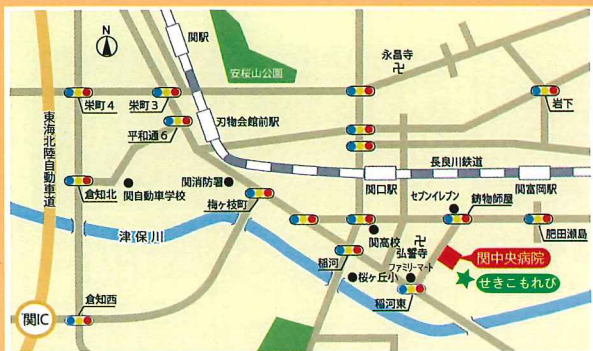 N
関駅
安桜山公園
永昌寺
栄町4
栄町3
岩下
東海北陸自動車道
平和通6
刃物会館前駅
長良川鉄道
関消防署
関口駅
関富岡駅
倉知北
関自動車学校
梅ヶ枝町
セブンイレブン
鋳物師屋
津保川
関高校
弘誓寺
肥田瀬島
稲河
関中央病院
ファミリーマート
桜ヶ丘小
せきこもれび
倉知西
稲河東
関IC